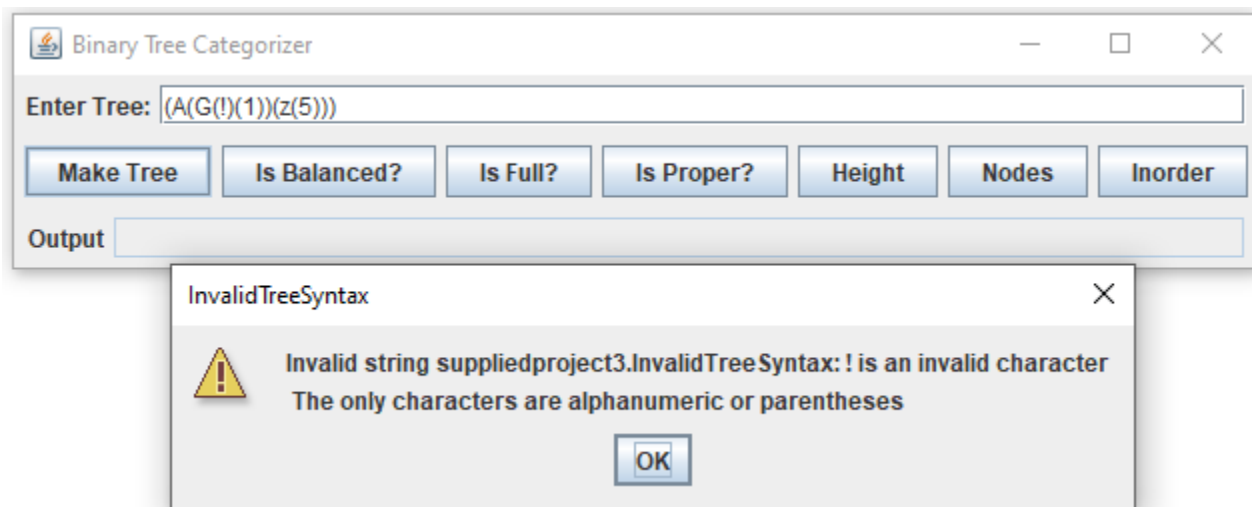 Binary Tree Categorizer
Enter Tree: (A(G(!)(1))(z(5)))
Make Tree Is Balanced? Is Full? Is Proper? Height Nodes Inorder
Output
InvalidTreeSyntax
Invalid string suppliedproject3.InvalidTreeSyntax: ! is an invalid character
The only characters are alphanumeric or parentheses
OK